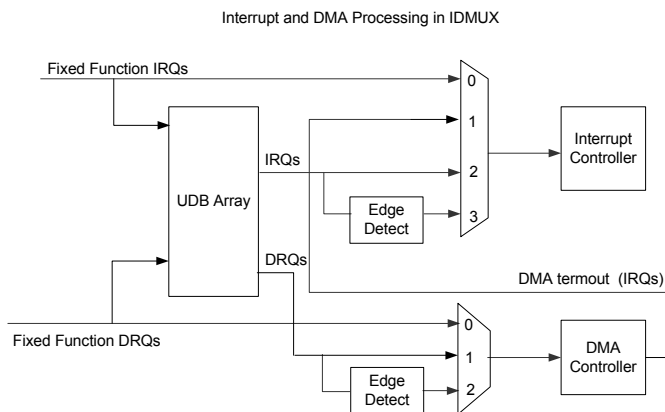 Interrupt and DMA Processing in IDMUX
Fixed Function IRQs
0
1
2
3
Interrupt
Controller
IRQs
UDB Array
Edge
Detect
DRQs
DMA termout (IRQs)
Fixed Function DRQs
0
1
2
DMA
Controller
Edge
Detect